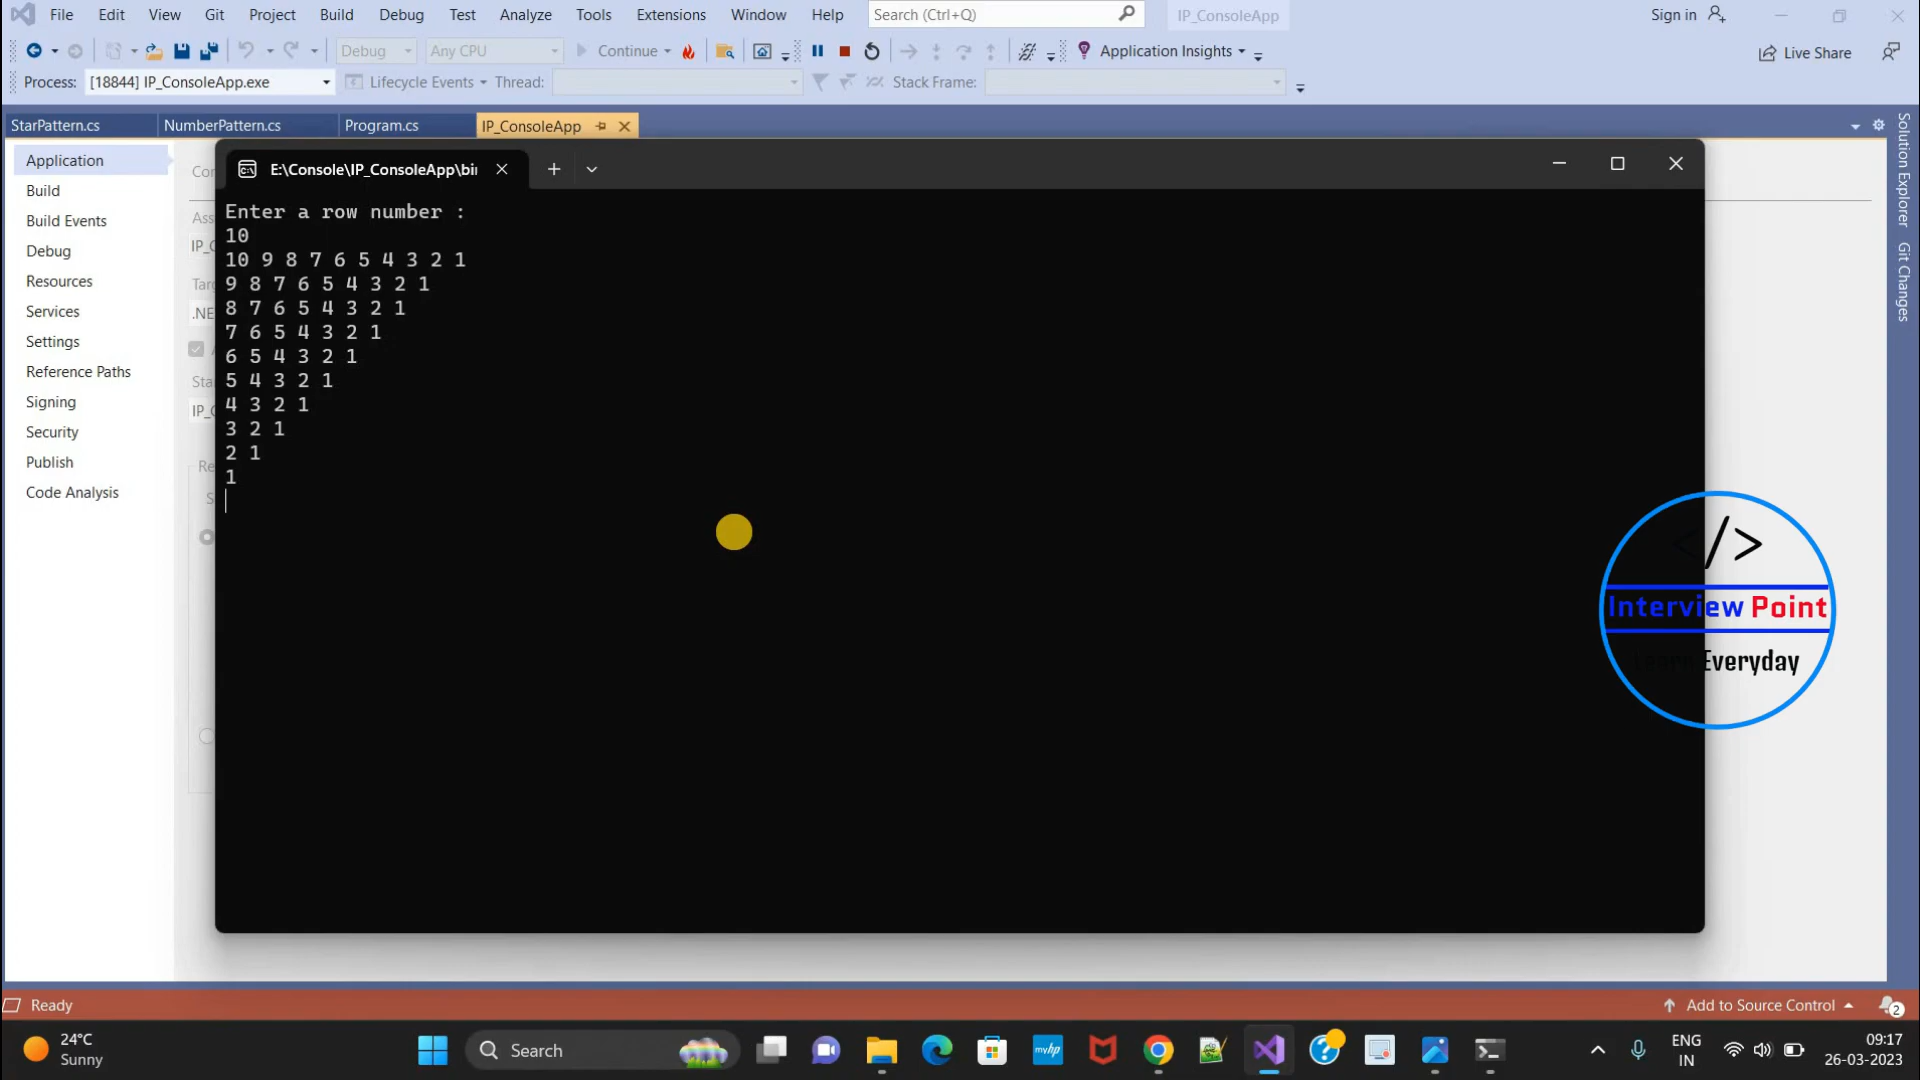 File Edit View Git Project Build Debug Test Analyze Tools Extensions Window Help Search (Ctrl+Q) IP_ConsoleApp Sign in
Debug Any CPU Continue Application Insights Live Share
Process: [18844] IP_ConsoleApp.exe Lifecycle Events Thread: Stack Frame:
StarPattern.cs NumberPattern.cs Program.cs IP_ConsoleApp
Solution Explorer
Git Changes
Application
Build
Build Events
Debug
Resources
Services
Settings
Reference Paths
Signing
Security
Publish
Code Analysis
E:\Console\IP_ConsoleApp\bin
Enter a row number :
10
10 9 8 7 6 5 4 3 2 1
9 8 7 6 5 4 3 2 1
8 7 6 5 4 3 2 1
7 6 5 4 3 2 1
6 5 4 3 2 1
5 4 3 2 1
4 3 2 1
3 2 1
2 1
1
</>
Interview Point
Learn Everyday
Ready Add to Source Control 2
24°C
Sunny
Search
myhp
ENG
IN
09:17
26-03-2023